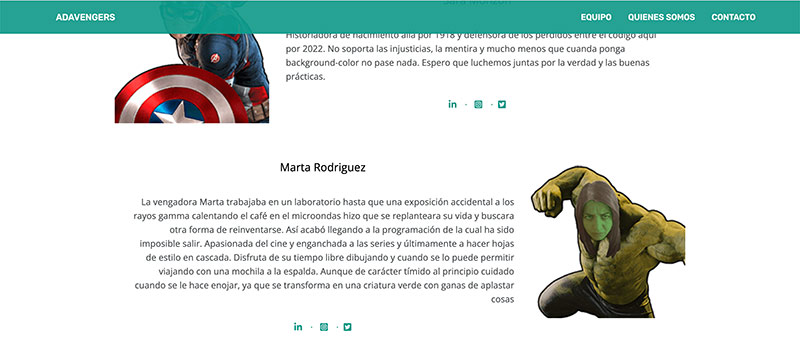 ADAVENGERS
EQUIPO QUIENES SOMOS CONTACTO
Sara Monzon
Historiadora de nacimiento allá por 1918 y defensora de los perdidos entre el código aquí
por 2022. No soporta las injusticias, la mentira y mucho menos que cuanda ponga
background-color no pase nada. Espero que luchemos juntas por la verdad y las buenas
prácticas.
Marta Rodriguez
La vengadora Marta trabajaba en un laboratorio hasta que una exposición accidental a los
rayos gamma calentando el café en el microondas hizo que se replanteara su vida y buscara
otra forma de reinventarse. Así acabó llegando a la programación de la cual ha sido
imposible salir. Apasionada del cine y enganchada a las series y últimamente a hacer hojas
de estilo en cascada. Disfruta de su tiempo libre dibujando y cuando se lo puede permitir
viajando con una mochila a la espalda. Aunque de carácter tímido al principio cuidado
cuando se le hace enojar, ya que se transforma en una criatura verde con ganas de aplastar
cosas